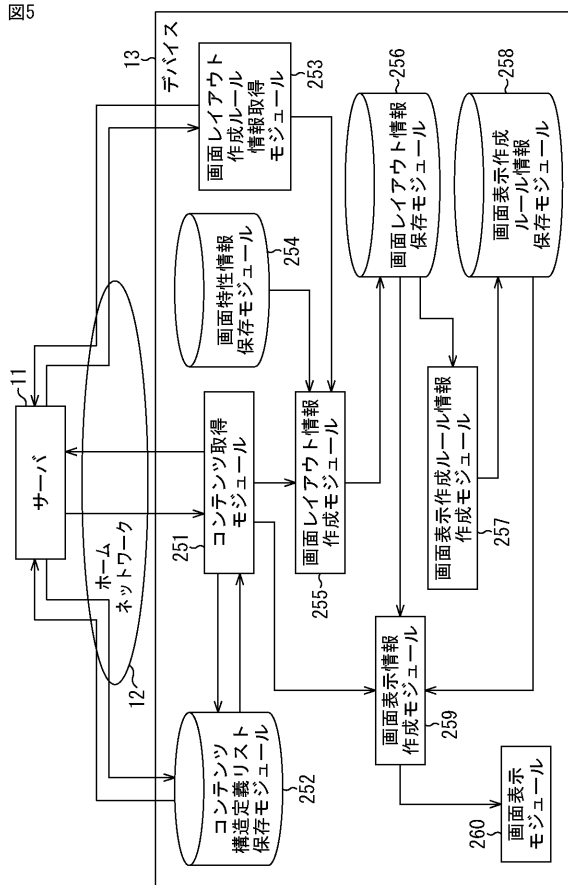 図5
サーバ
11
ホーム
ネットワーク
12
13
デバイス
コンテンツ
構造定義リスト
保存モジュール
252
コンテンツ取得
モジュール
251
画面特性情報
保存モジュール
254
画面レイアウト
作成ルール
情報取得
モジュール
253
画面レイアウト情報
作成モジュール
255
画面レイアウト情報
保存モジュール
256
画面表示作成ルール情報
作成モジュール
257
画面表示作成
ルール情報
保存モジュール
258
画面表示情報
作成モジュール
259
画面表示
モジュール
260